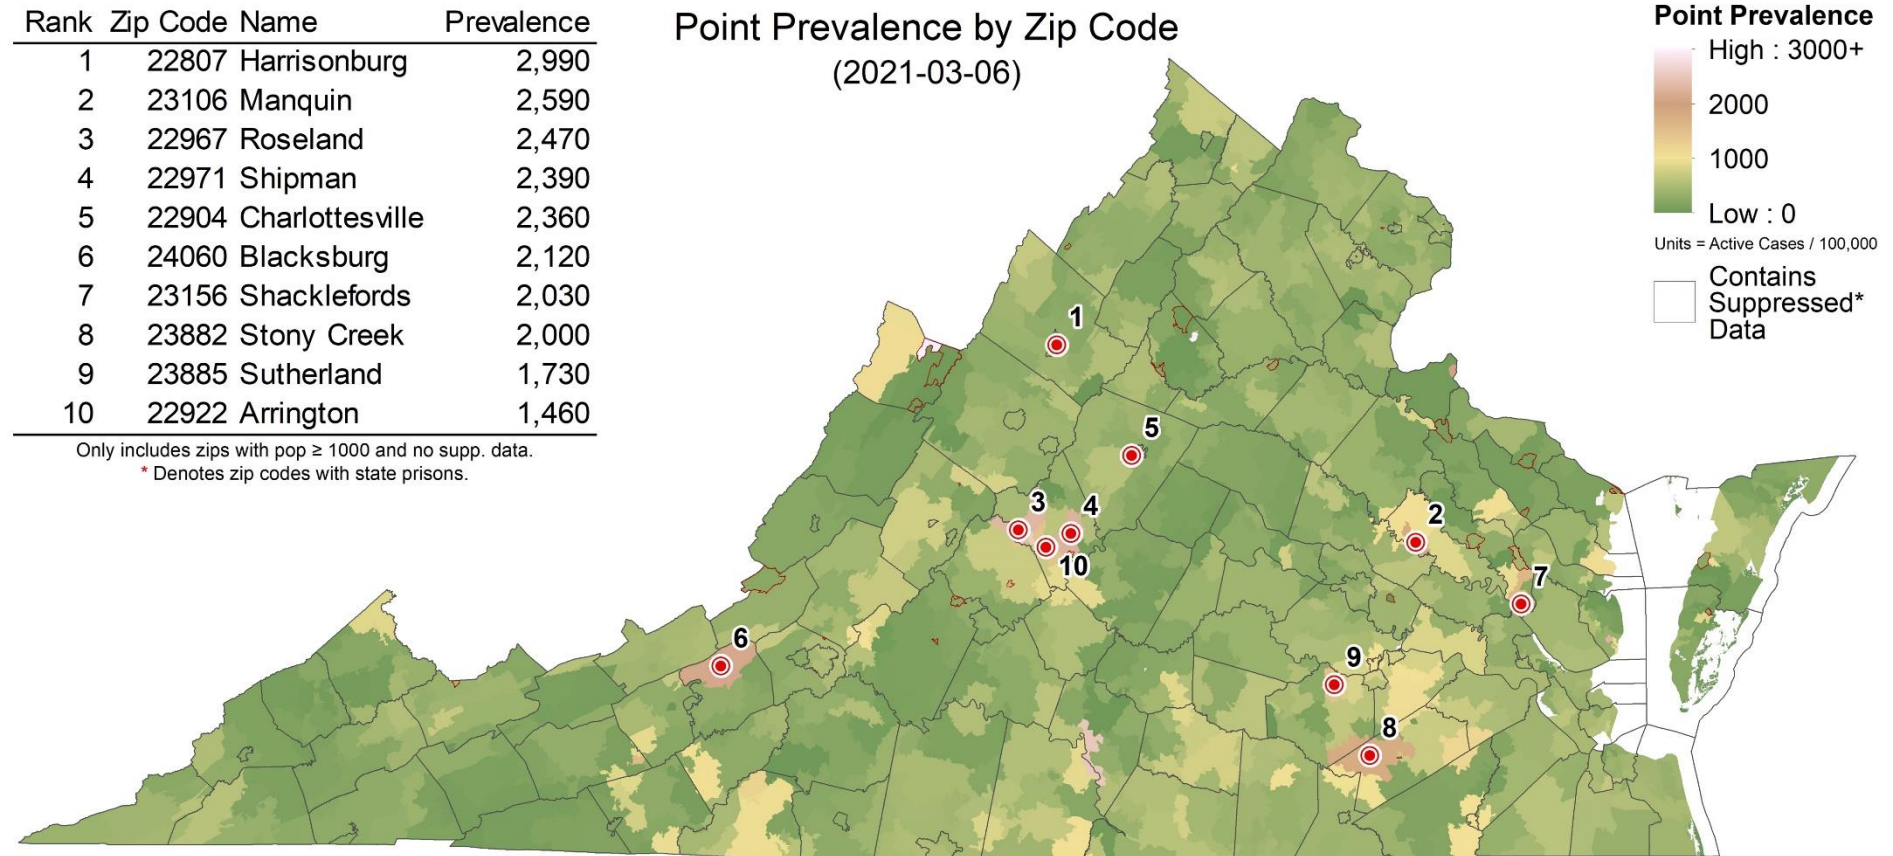 Rank Zip Code Name Prevalence
1 22807 Harrisonburg 2,990
2 23106 Manquin 2,590
3 22967 Roseland 2,470
4 22971 Shipman 2,390
5 22904 Charlottesville 2,360
6 24060 Blacksburg 2,120
7 23156 Shacklefords 2,030
8 23882 Stony Creek 2,000
9 23885 Sutherland 1,730
10 22922 Arrington 1,460
Only includes zips with pop ≥ 1000 and no supp. data.
* Denotes zip codes with state prisons.
Point Prevalence by Zip Code
(2021-03-06)
Point Prevalence
High : 3000+
2000
1000
Low : 0
Units = Active Cases / 100,000
Contains
Suppressed*
Data
1
5
3
4
2
10
7
6
9
8